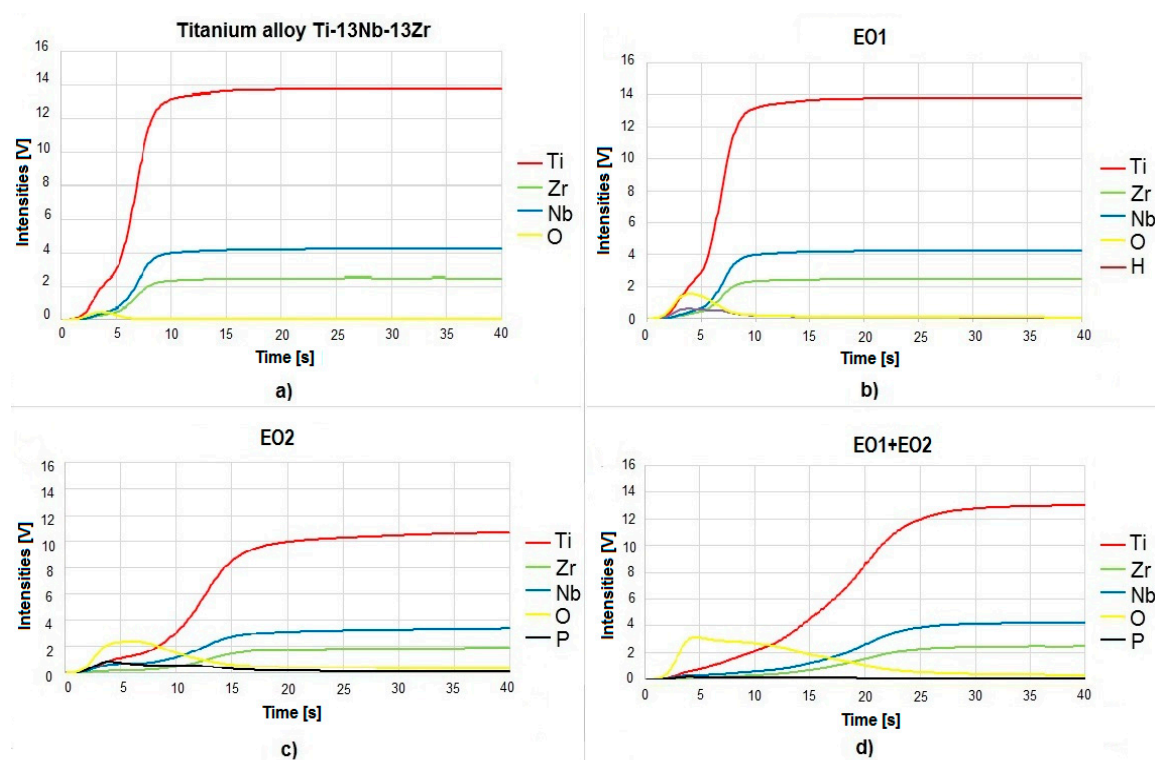 Titanium alloy Ti-13Nb-13Zr
16
14
12
10
8
6
4
2
0
Intensities [V]
0 5 10 15 20 25 30 35 40
Time [s]
Ti
Zr
Nb
O
a)
EO1
16
14
12
10
8
6
4
2
0
Intensities [V]
0 5 10 15 20 25 30 35 40
Time [s]
Ti
Zr
Nb
O
H
b)
EO2
16
14
12
10
8
6
4
2
0
Intensities [V]
0 5 10 15 20 25 30 35 40
Time [s]
Ti
Zr
Nb
O
P
c)
EO1+EO2
16
14
12
10
8
6
4
2
0
Intensities [V]
0 5 10 15 20 25 30 35 40
Time [s]
Ti
Zr
Nb
O
P
d)